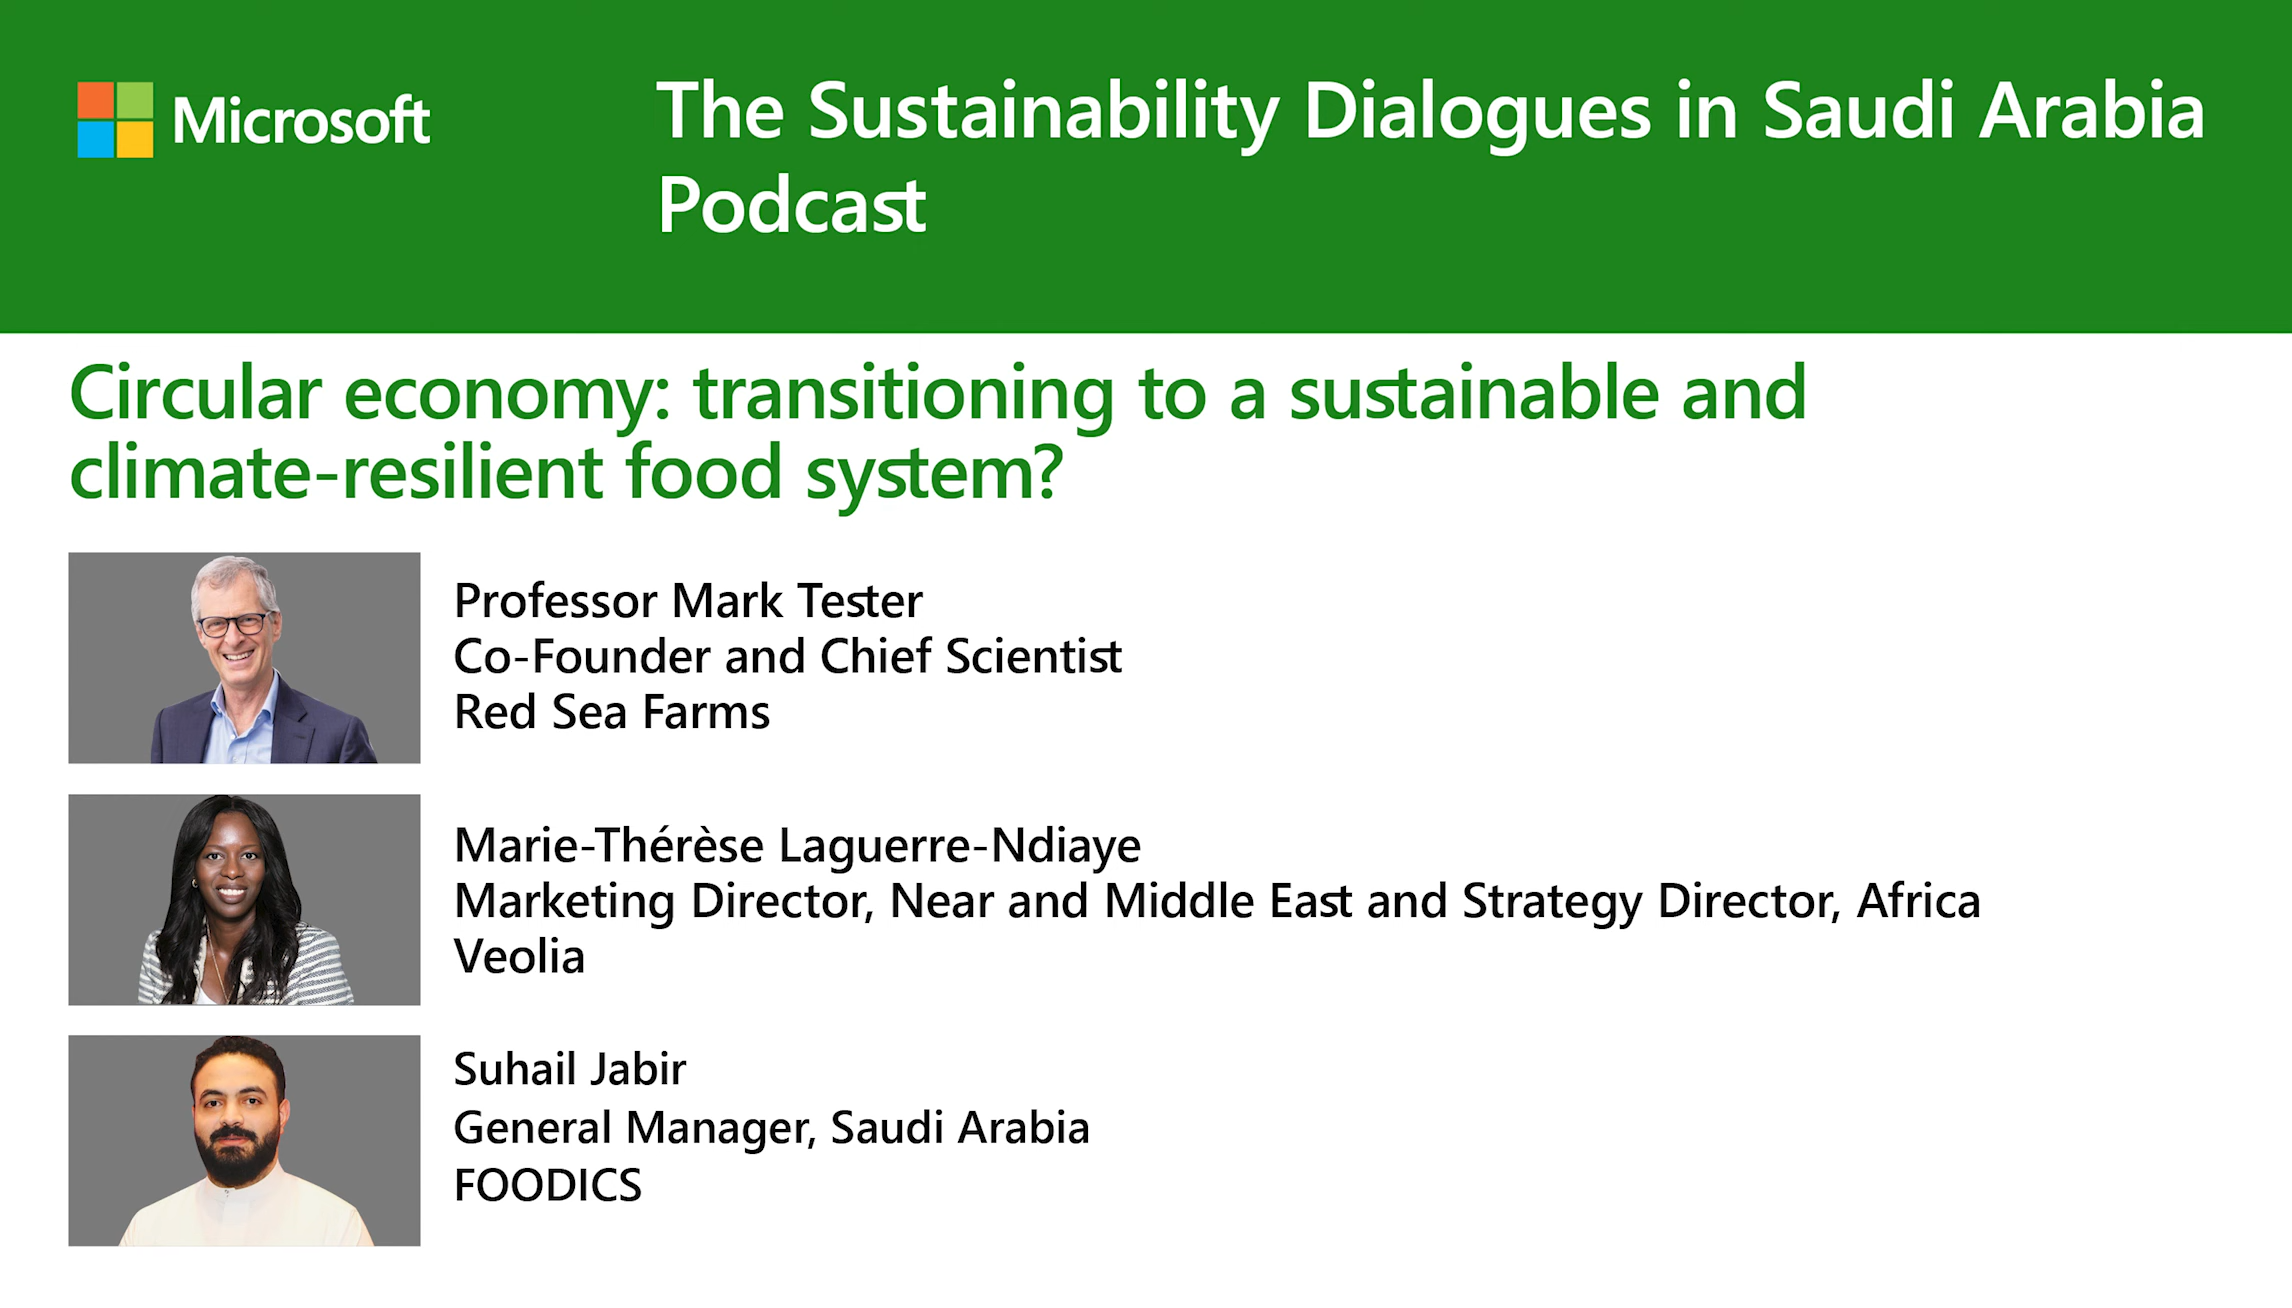 Microsoft
The Sustainability Dialogues in Saudi Arabia
Podcast
Circular economy: transitioning to a sustainable and
climate-resilient food system?
Professor Mark Tester
Co-Founder and Chief Scientist
Red Sea Farms
Marie-Thérèse Laguerre-Ndiaye
Marketing Director, Near and Middle East and Strategy Director, Africa
Veolia
Suhail Jabir
General Manager, Saudi Arabia
FOODICS